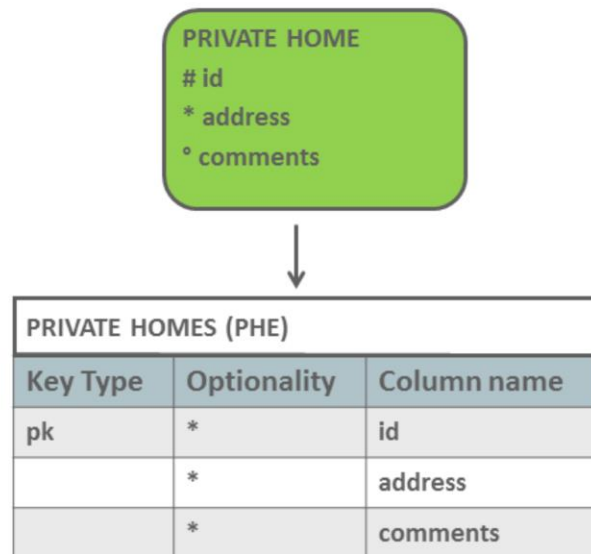 PRIVATE HOME
# id
* address
° comments
PRIVATE HOMES (PHE)
Key Type Optionality Column name
pk * id
* address
* comments